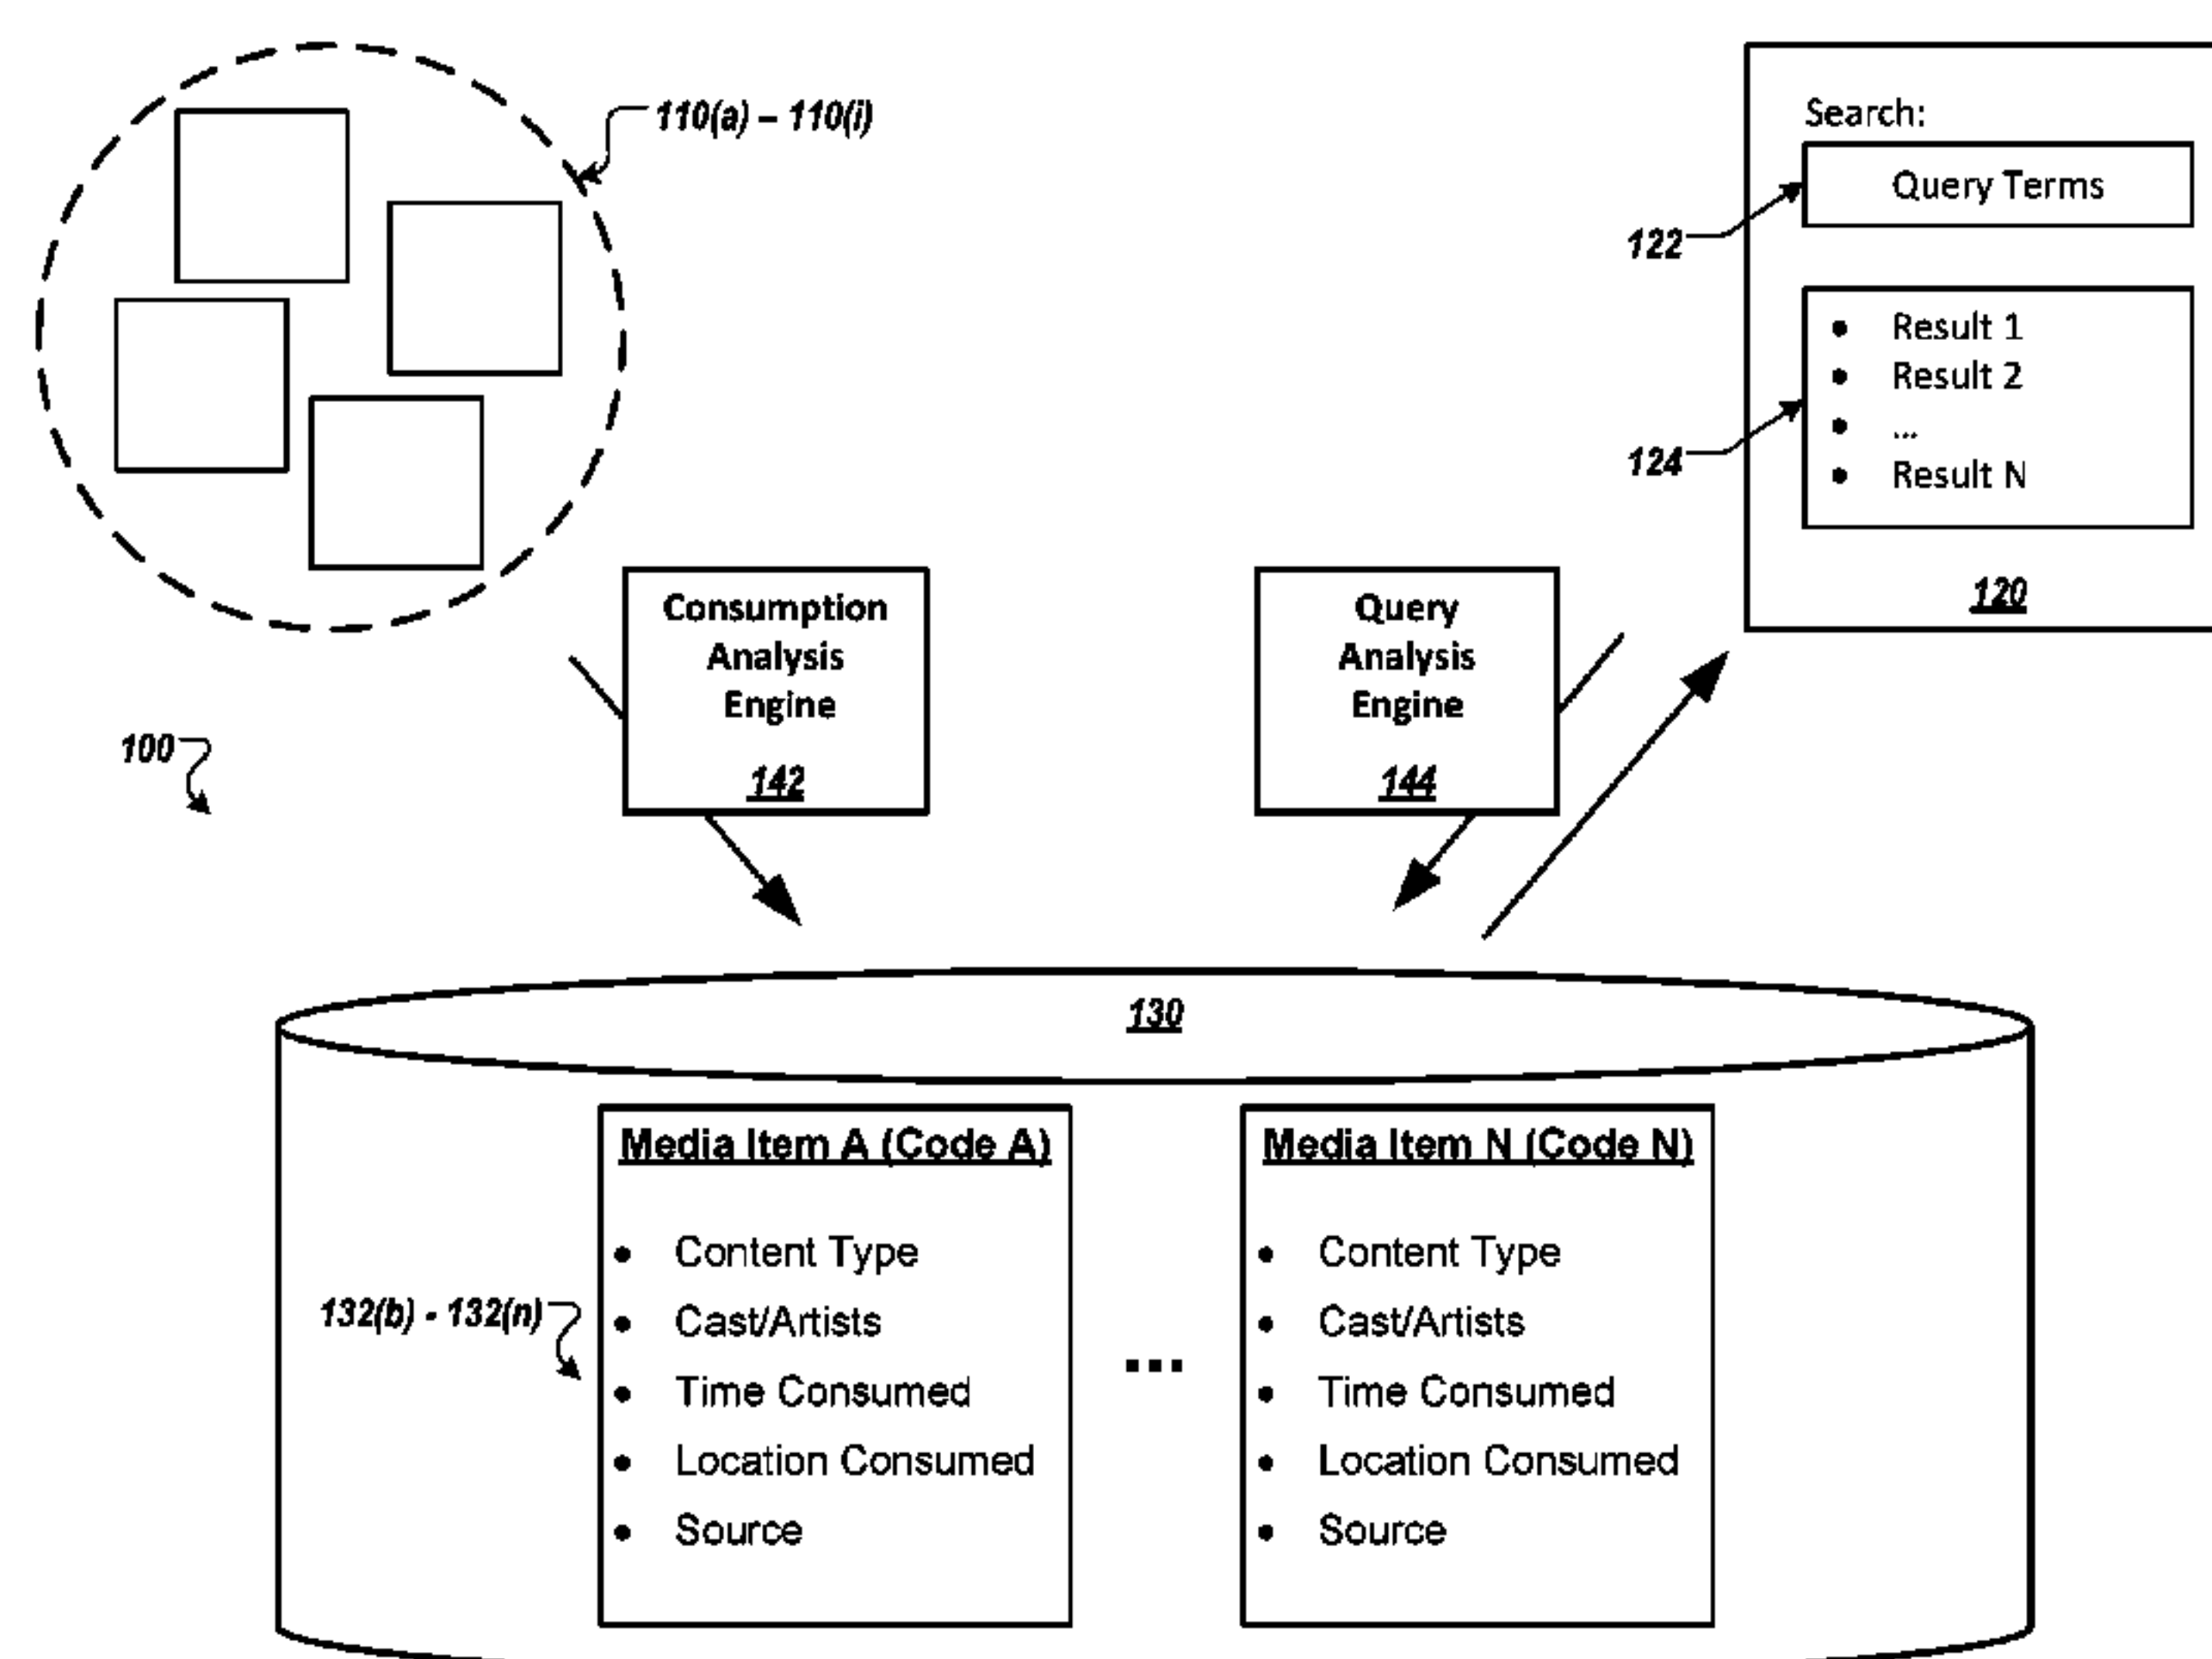 110(a) – 110(i)
Search:
Query Terms
122
• Result 1
• Result 2
• ...
• Result N
124
120
Consumption
Analysis
Engine
142
Query
Analysis
Engine
144
100
130
Media Item A (Code A)
• Content Type
• Cast/Artists
• Time Consumed
• Location Consumed
• Source
132(b) - 132(n)
...
Media Item N (Code N)
• Content Type
• Cast/Artists
• Time Consumed
• Location Consumed
• Source